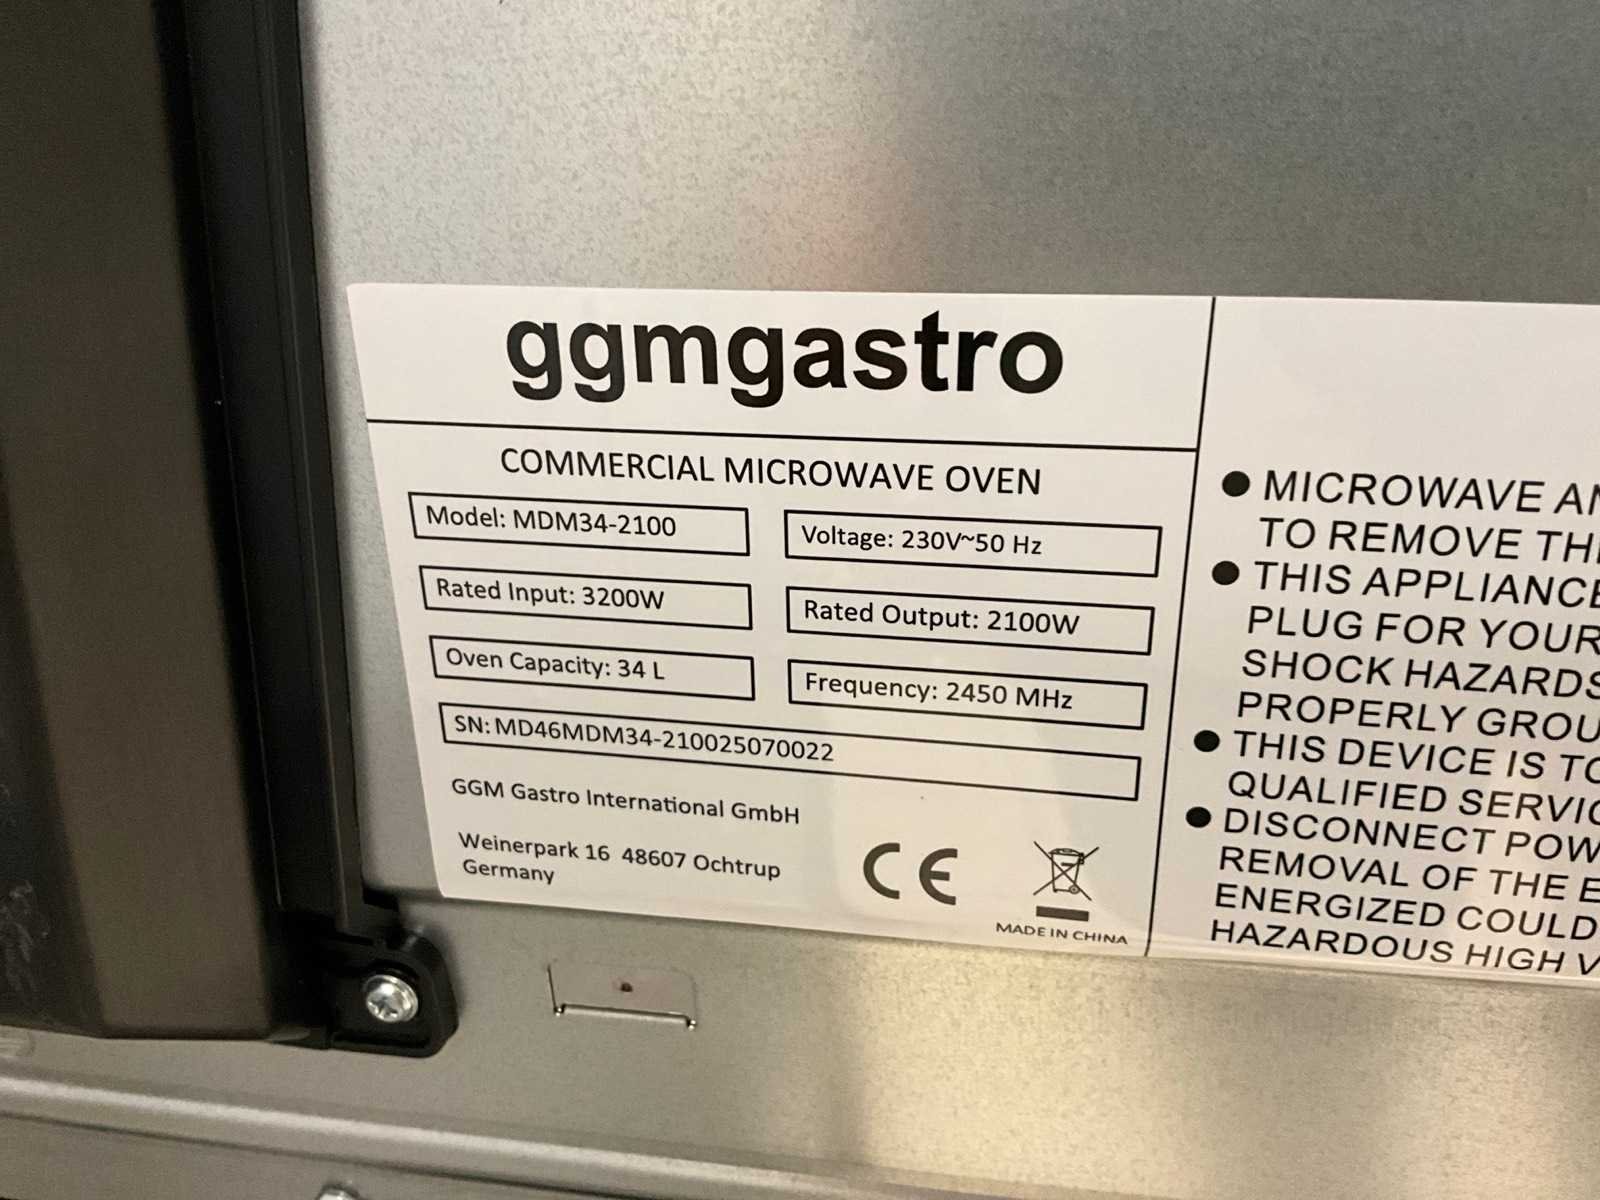 ggmgastro
COMMERCIAL MICROWAVE OVEN
Model: MDM34-2100
Voltage: 230V~50 Hz
Rated Input: 3200W
Rated Output: 2100W
Oven Capacity: 34 L
Frequency: 2450 MHz
SN: MD46MDM34-210025070022
GGM Gastro International GmbH
Weinerpark 16 48607 Ochtrup
Germany
CE
MADE IN CHINA
● MICROWAVE
TO REMOVE
● THIS APPLIANCE
PLUG FOR YOUR
SHOCK HAZARDS
PROPERLY
● THIS DEVICE IS
QUALIFIED
● DISCONNECT
REMOVAL OF THE
ENERGIZED COULD
HAZARDOUS HIGH